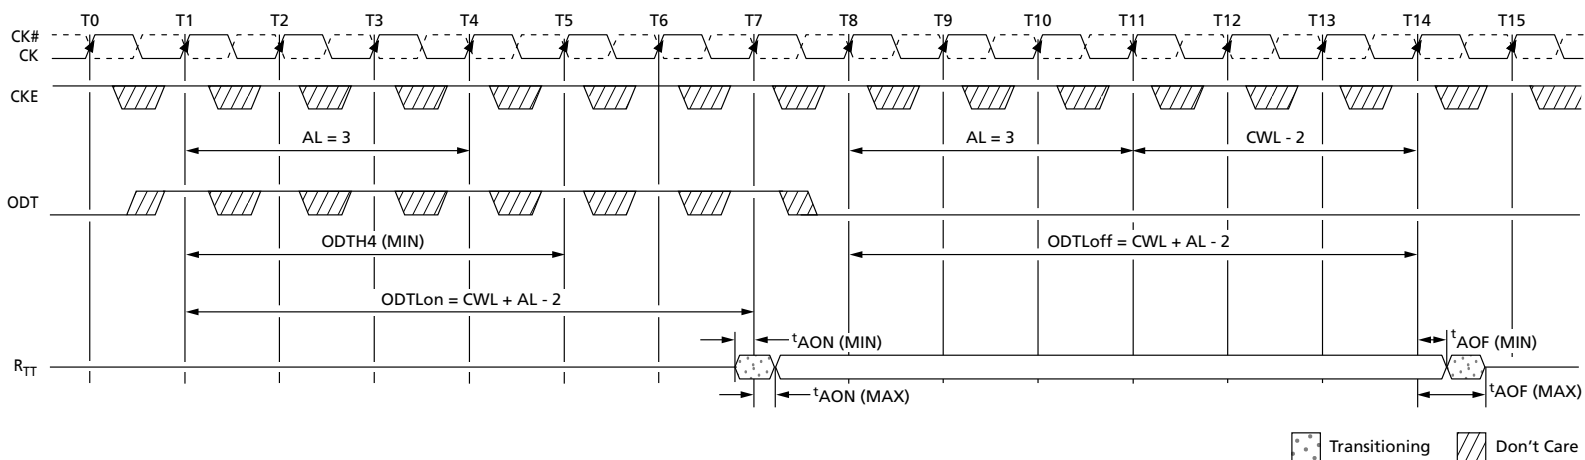 T0 T1 T2 T3 T4 T5 T6 T7 T8 T9 T10 T11 T12 T13 T14 T15
CK#
CK
CKE
AL = 3 AL = 3 CWL - 2
ODT
ODTH4 (MIN) ODTLoff = CWL + AL - 2
ODTLon = CWL + AL - 2
tAON (MIN) tAOF (MIN)
RTT
tAON (MAX) tAOF (MAX)
Transitioning Don't Care